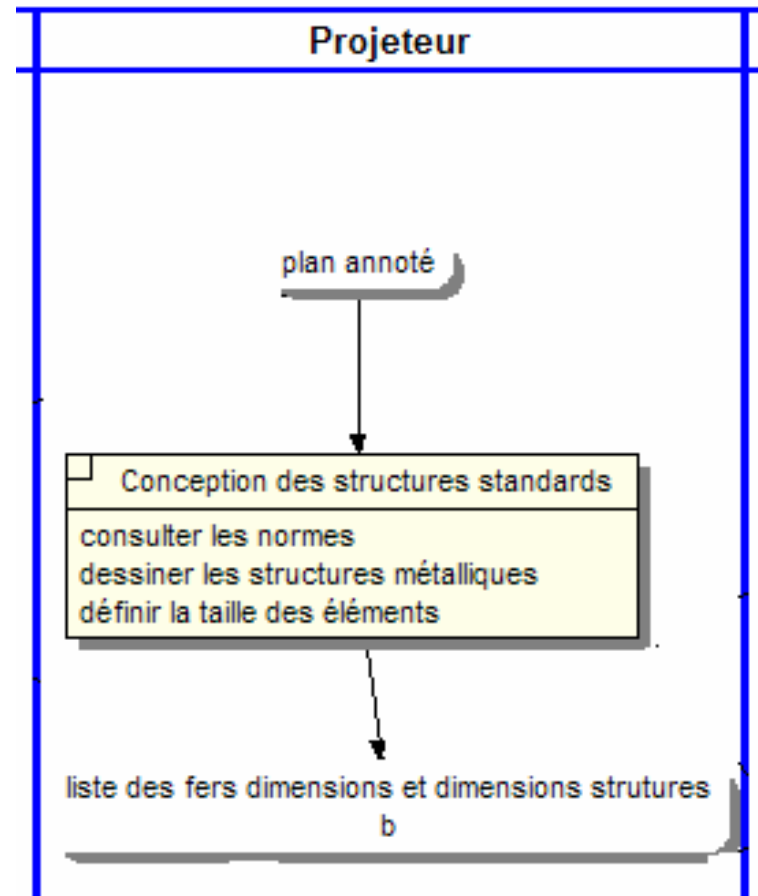 Projeteur
plan annoté
Conception des structures standards
consulter les normes
dessiner les structures métalliques
définir la taille des éléments
liste des fers dimensions et dimensions strutures
b